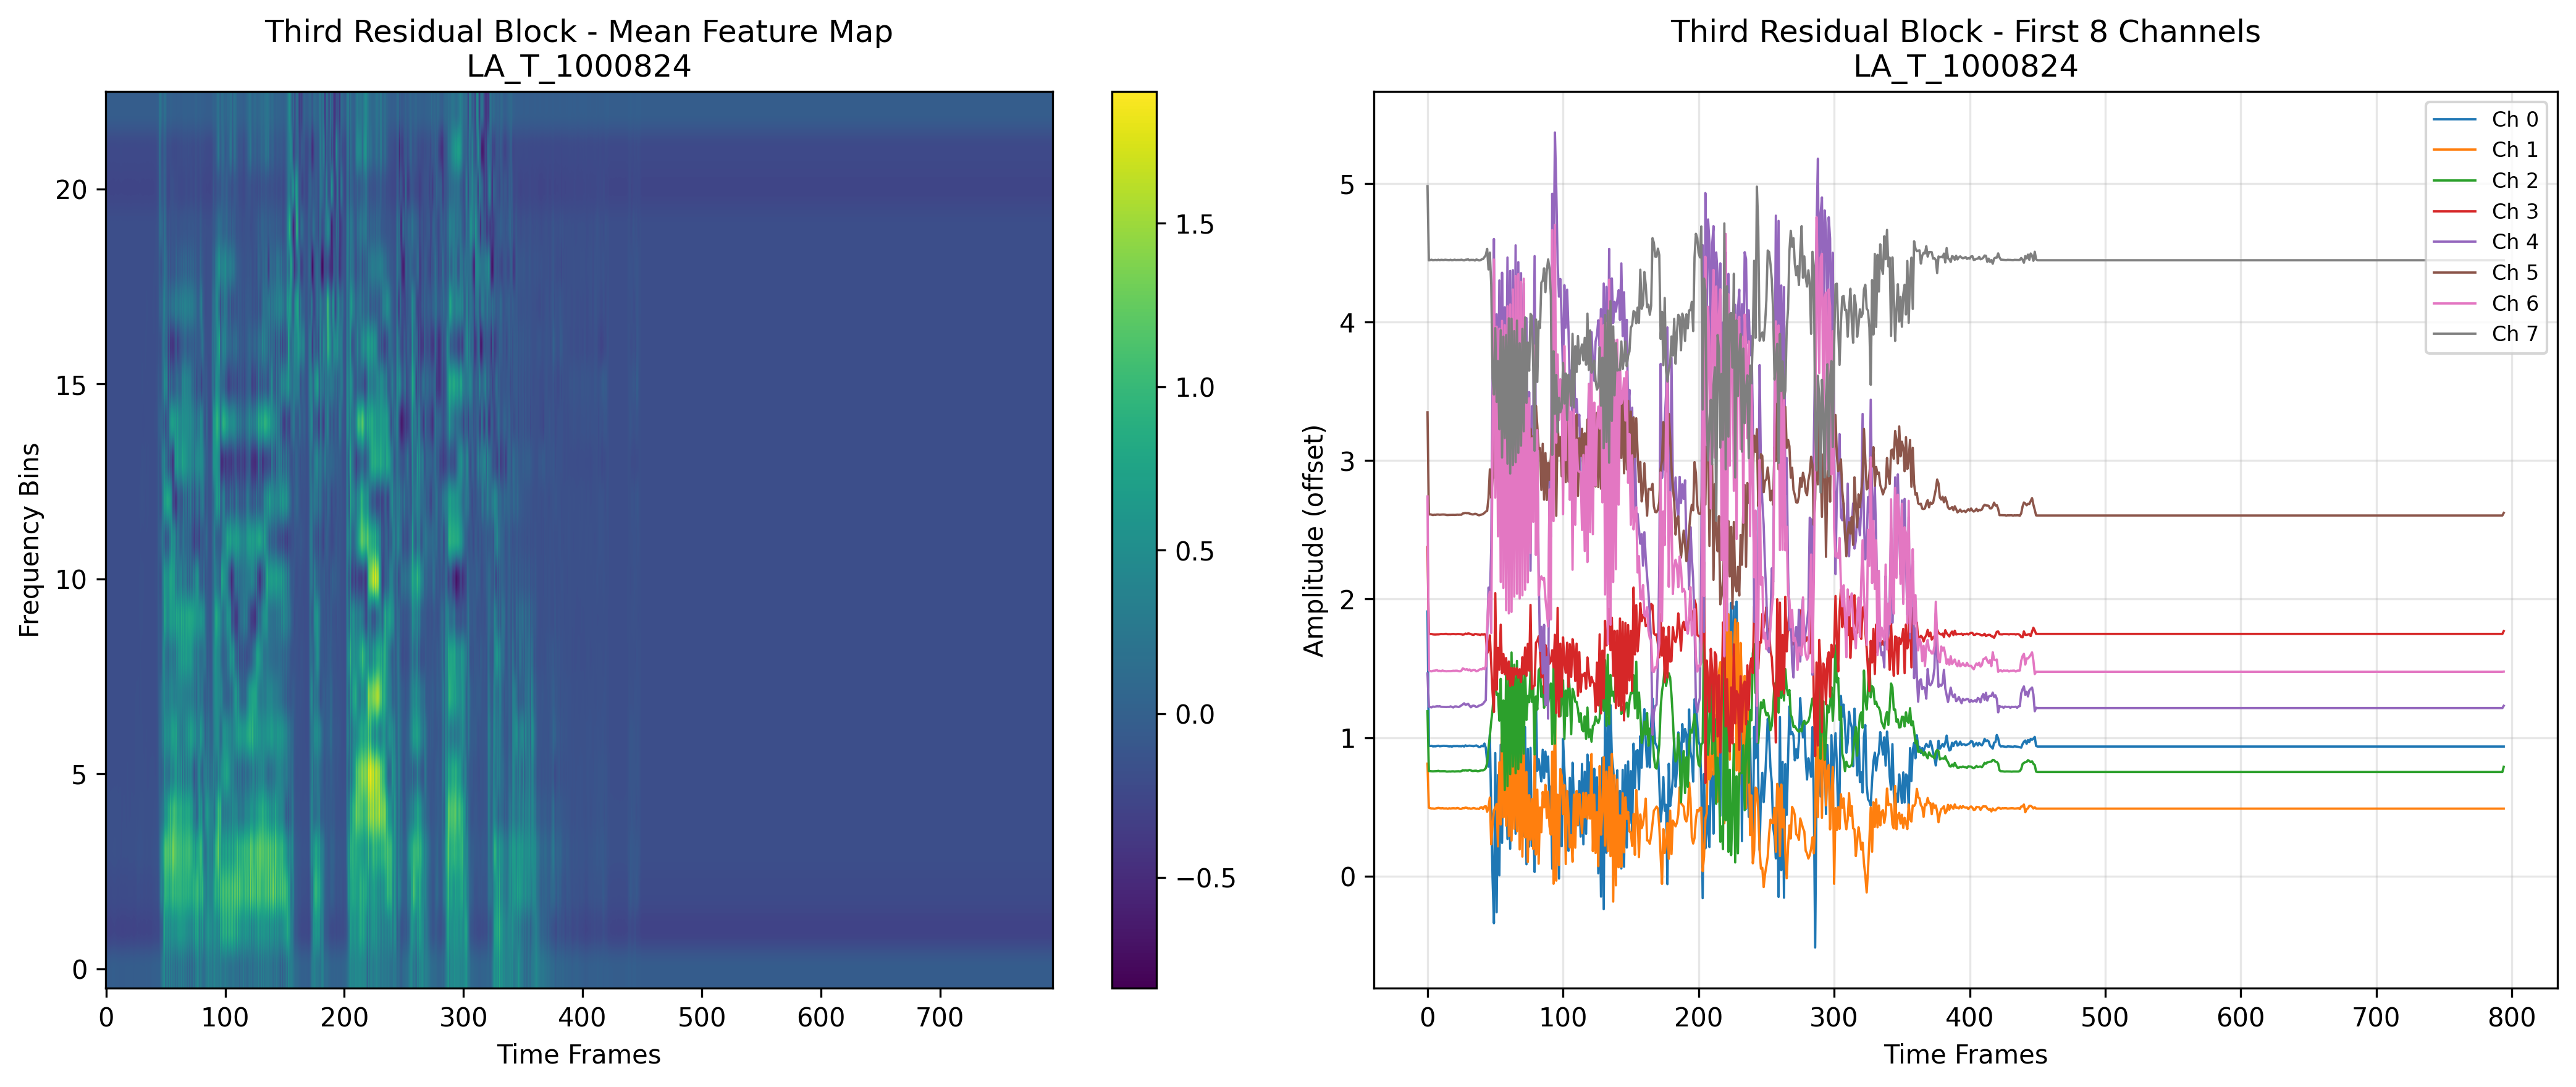 Third Residual Block - Mean Feature Map
LA_T_1000824
Frequency Bins
20
15
10
5
0
0 100 200 300 400 500 600 700
Time Frames
1.5
1.0
0.5
0.0
−0.5
Third Residual Block - First 8 Channels
LA_T_1000824
Amplitude (offset)
5
4
3
2
1
0
0 100 200 300 400 500 600 700 800
Time Frames
Ch 0
Ch 1
Ch 2
Ch 3
Ch 4
Ch 5
Ch 6
Ch 7